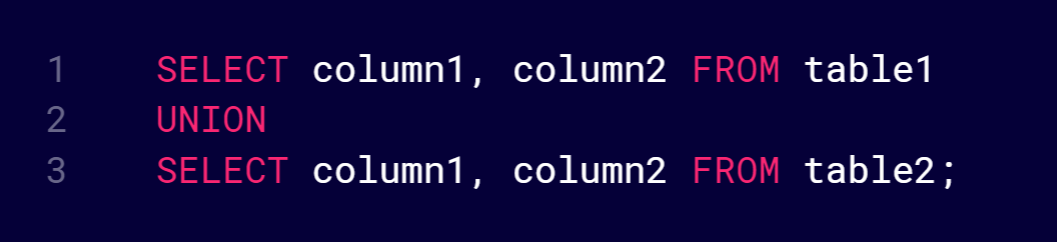 1 SELECT column1, column2 FROM table1
2 UNION
3 SELECT column1, column2 FROM table2;